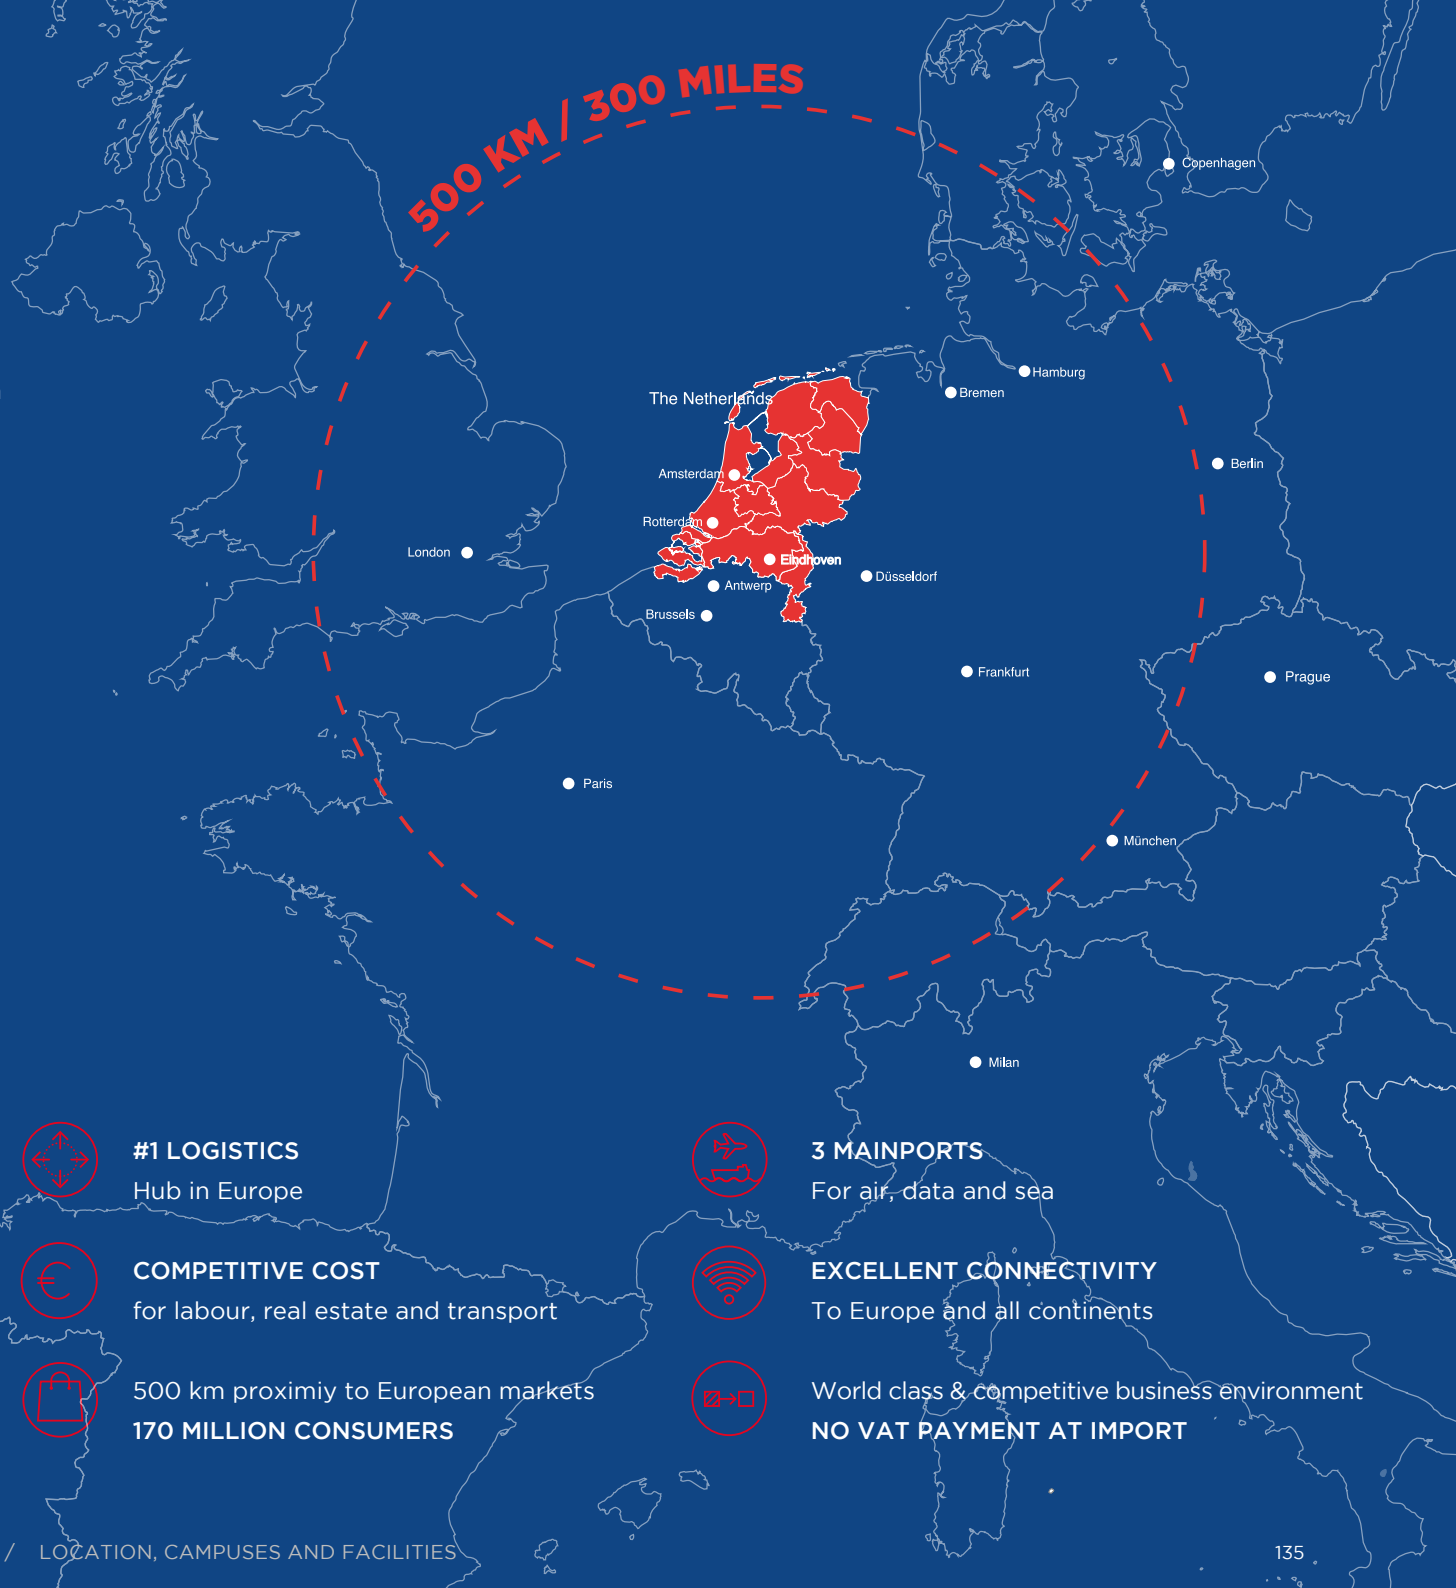 500 KM / 300 MILES
Copenhagen
Hamburg
Bremen
The Netherlands
Berlin
Amsterdam
Rotterdam
London
Eindhoven
Düsseldorf
Antwerp
Brussels
Frankfurt
Prague
Paris
München
Milan
#1 LOGISTICS
Hub in Europe
3 MAINPORTS
For air, data and sea
COMPETITIVE COST
for labour, real estate and transport
EXCELLENT CONNECTIVITY
To Europe and all continents
500 km proximiy to European markets
170 MILLION CONSUMERS
World class & competitive business environment
NO VAT PAYMENT AT IMPORT
/ LOCATION, CAMPUSES AND FACILITIES
135